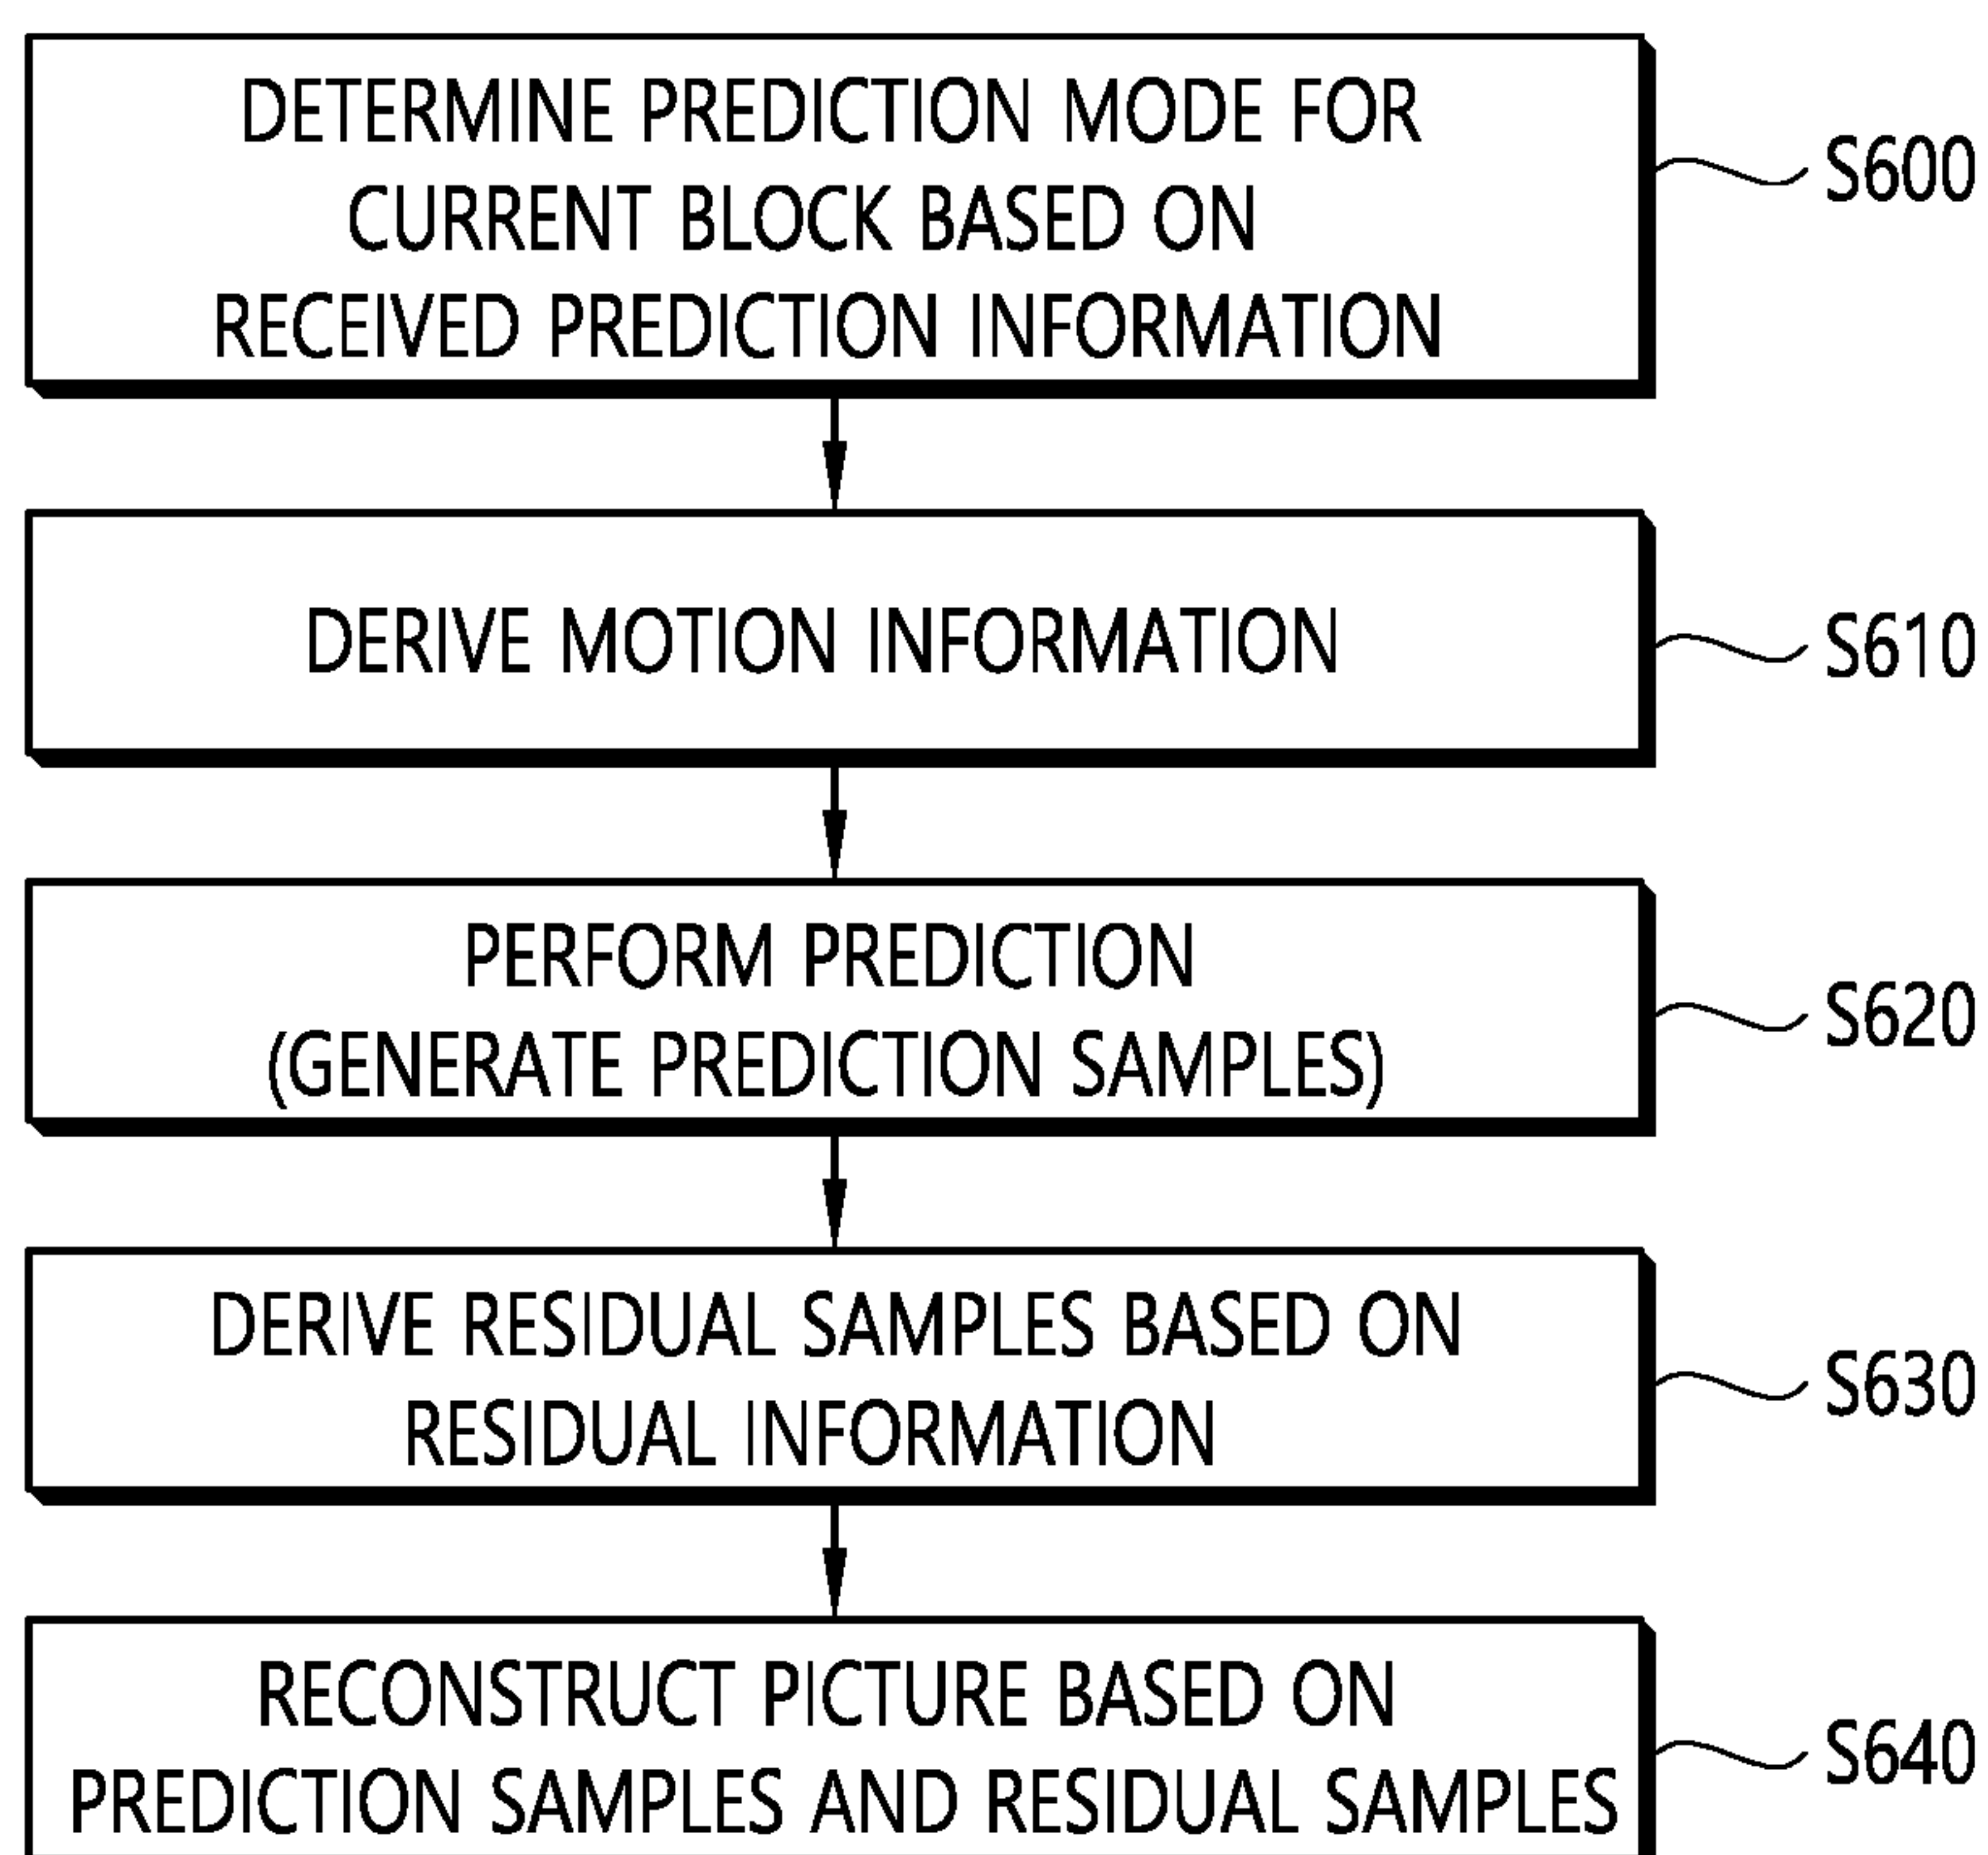 DETERMINE PREDICTION MODE FOR
CURRENT BLOCK BASED ON
RECEIVED PREDICTION INFORMATION
S600
DERIVE MOTION INFORMATION
S610
PERFORM PREDICTION
(GENERATE PREDICTION SAMPLES)
S620
DERIVE RESIDUAL SAMPLES BASED ON
RESIDUAL INFORMATION
S630
RECONSTRUCT PICTURE BASED ON
PREDICTION SAMPLES AND RESIDUAL SAMPLES
S640